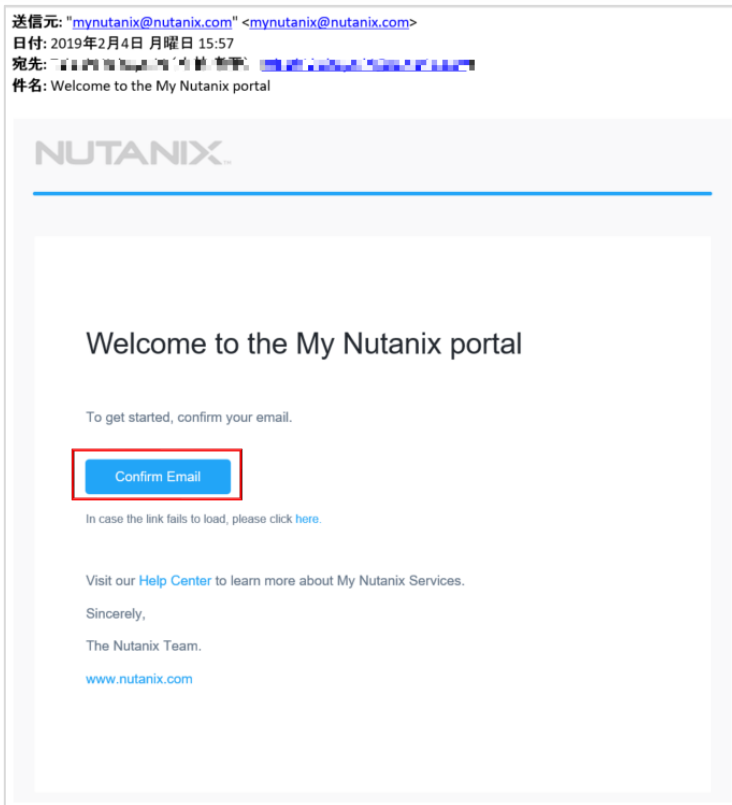 送信元: "mynutanix@nutanix.com" <mynutanix@nutanix.com>
日付: 2019年2月4日 月曜日 15:57
宛先:
件名: Welcome to the My Nutanix portal
NUTANIX™
Welcome to the My Nutanix portal
To get started, confirm your email.
Confirm Email
In case the link fails to load, please click here.
Visit our Help Center to learn more about My Nutanix Services.
Sincerely,
The Nutanix Team.
www.nutanix.com